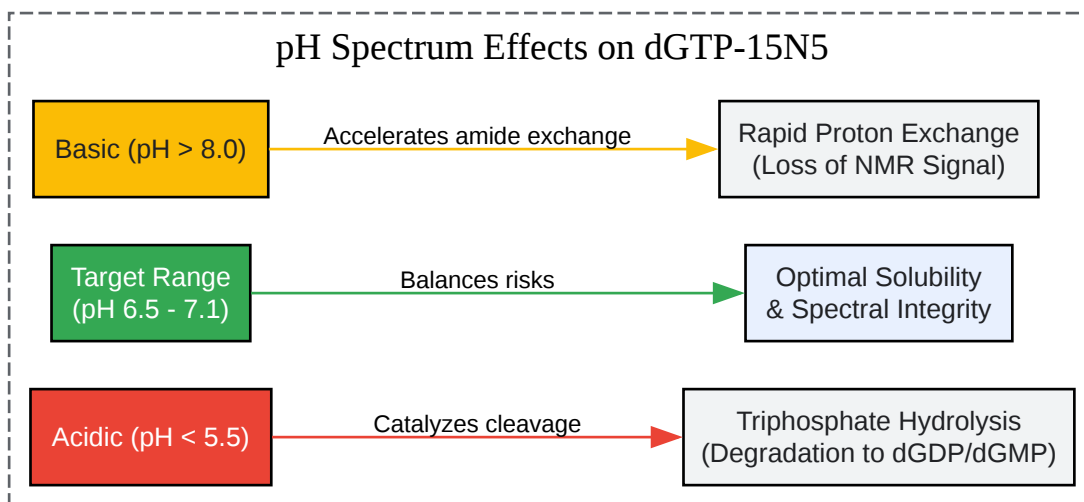 pH Spectrum Effects on dGTP-15N5
Basic (pH > 8.0)
Accelerates amide exchange
Rapid Proton Exchange
(Loss of NMR Signal)
Target Range
(pH 6.5 - 7.1)
Balances risks
Optimal Solubility
& Spectral Integrity
Acidic (pH < 5.5)
Catalyzes cleavage
Triphosphate Hydrolysis
(Degradation to dGDP/dGMP)